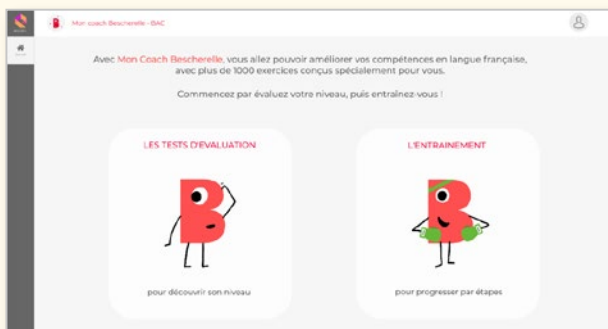 Mon coach Bescherelle - BAC
Avec Mon Coach Bescherelle, vous allez pouvoir améliorer vos compétences en langue française,
avec plus de 1000 exercices conçus spécialement pour vous.
Commencez par évaluez votre niveau, puis entraînez-vous !
LES TESTS D'EVALUATION
L'ENTRAINEMENT
pour découvrir son niveau
pour progresser par étapes